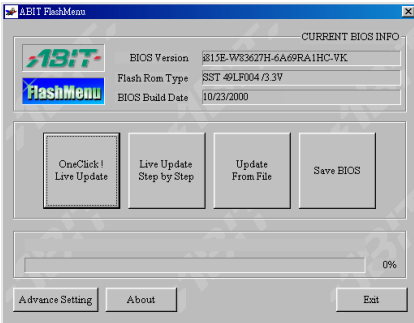 ABIT FlashMenu
CURRENT BIOS INFO
ABIT
FlashMenu
BIOS Version i815E-W83627H-6A69RA1HC-VK
Flash Rom Type SST 49LF004 /3.3V
BIOS Build Date 10/23/2000
OneClick !
Live Update
Live Update
Step by Step
Update
From File
Save BIOS
0%
Advance Setting
About
Exit